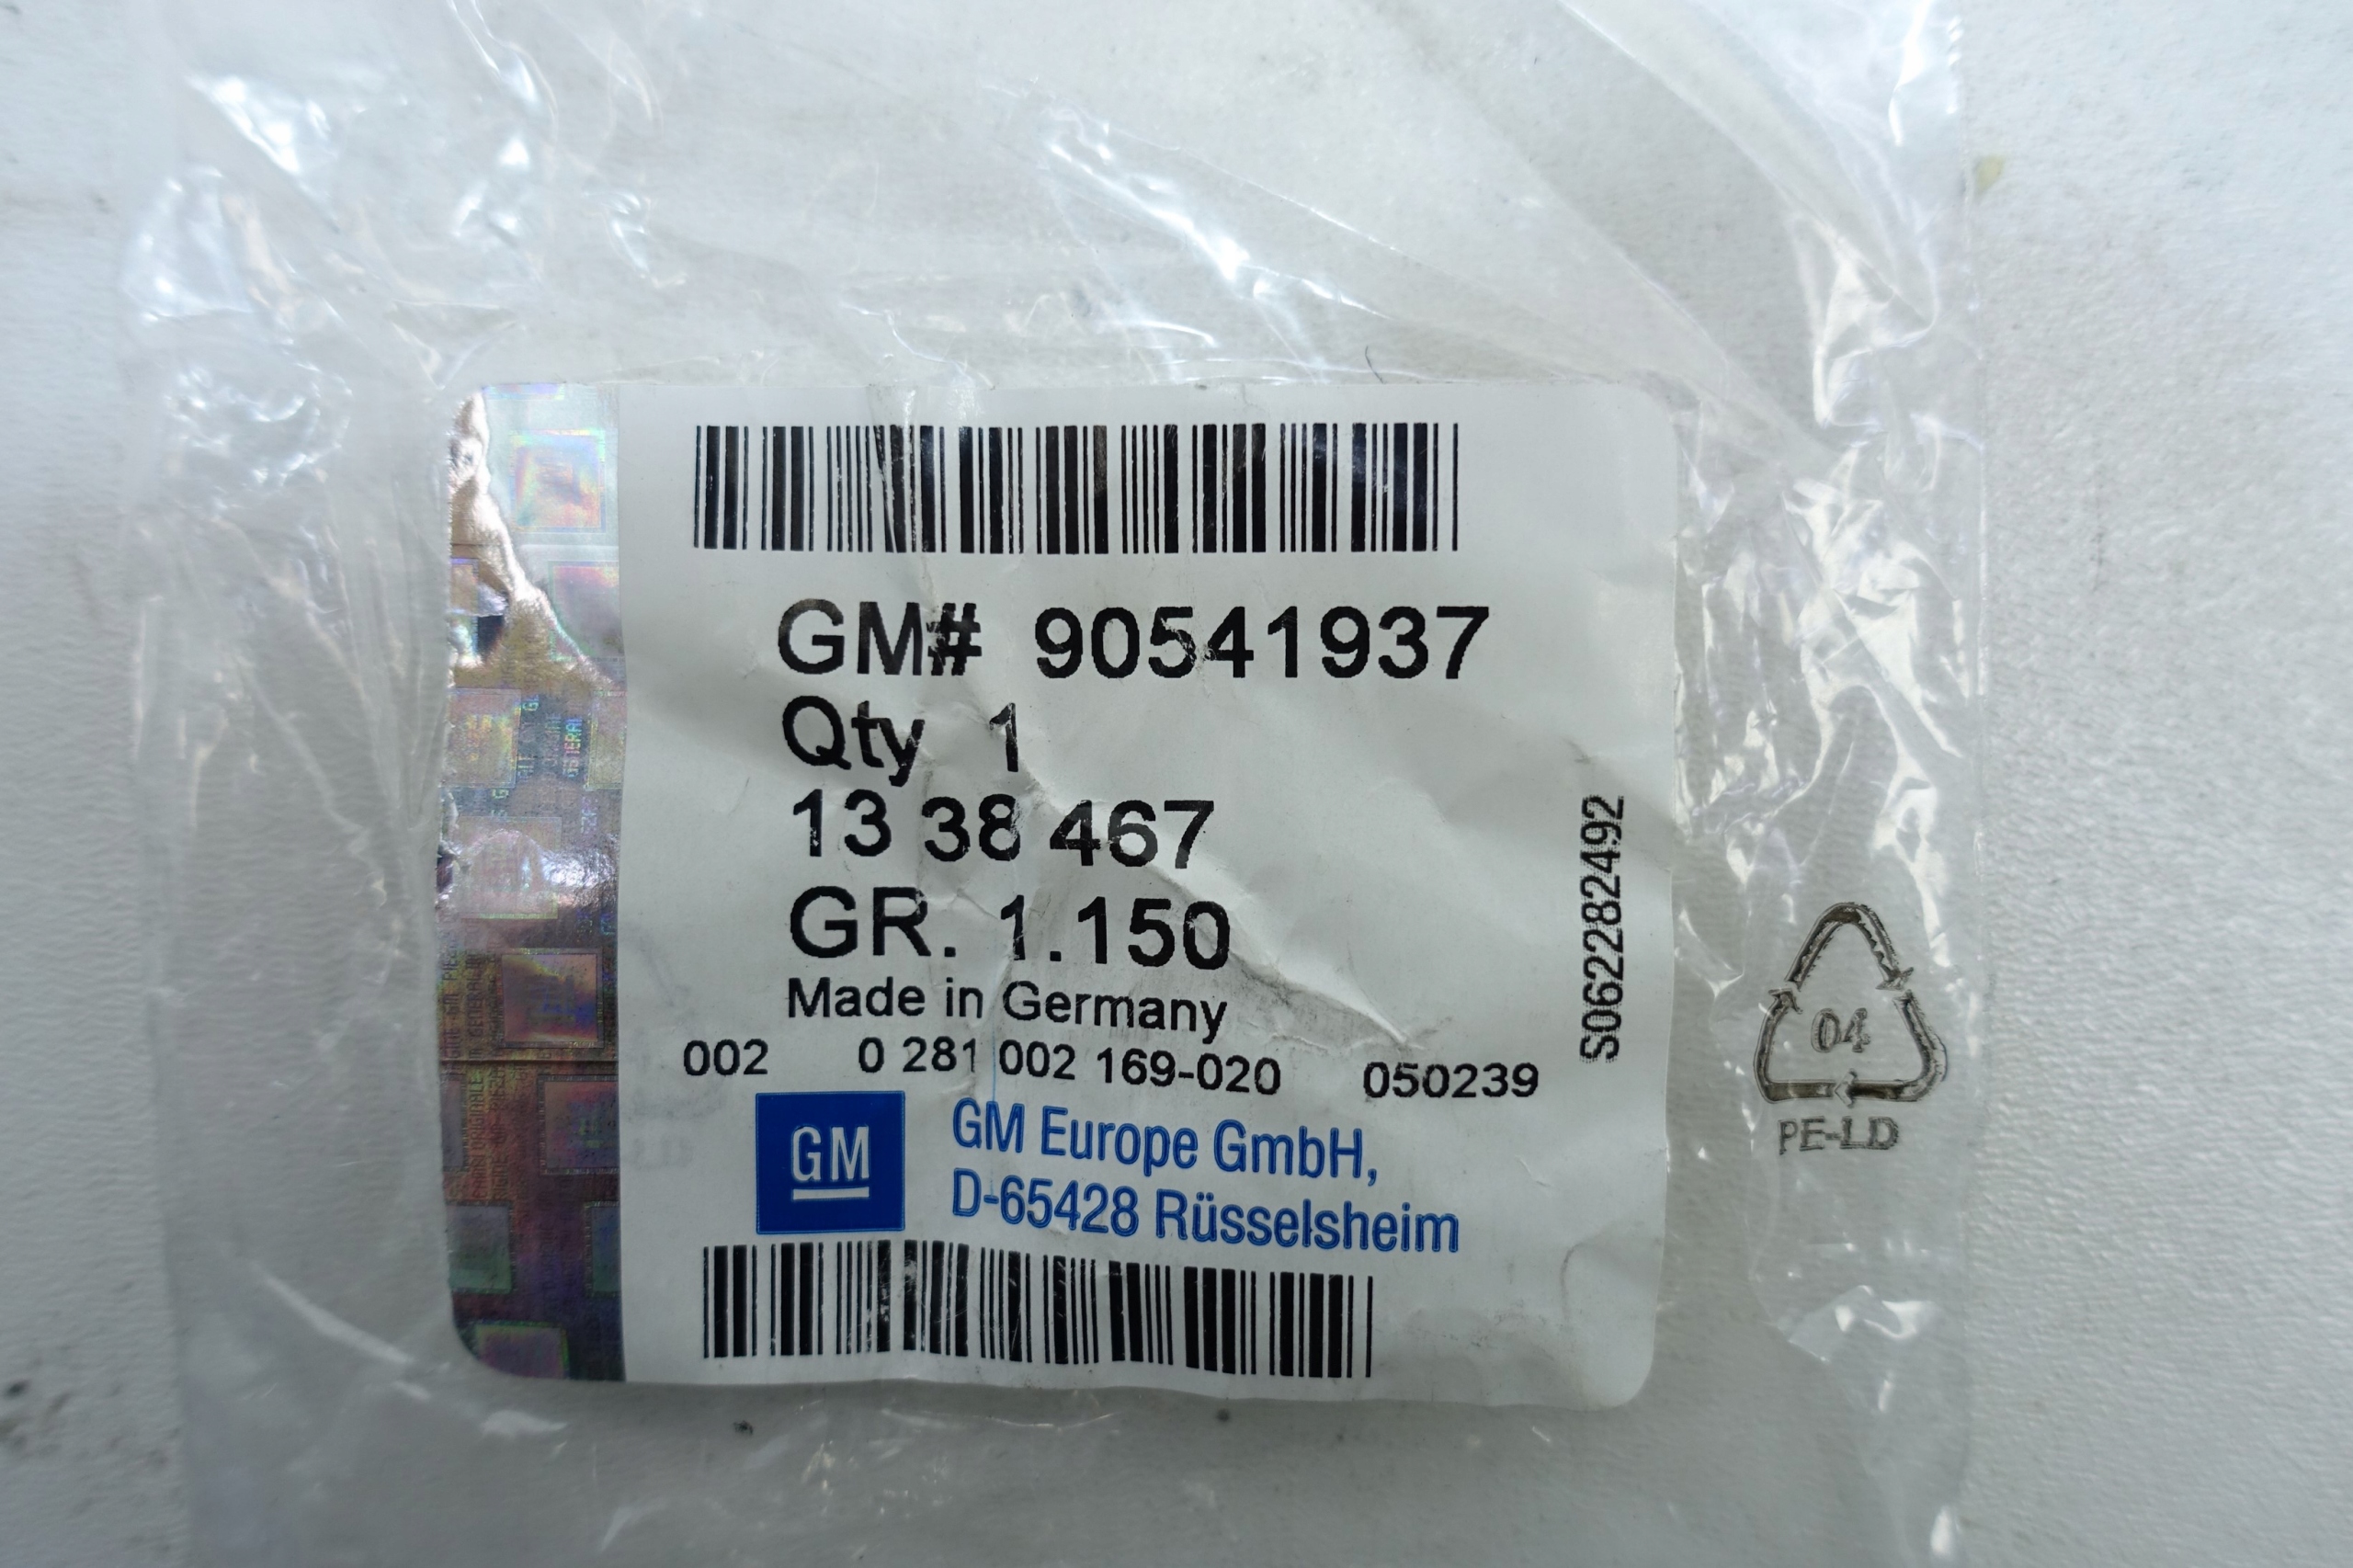 GM# 90541937
Qty 1
13 38 467
GR. 1.150
Made in Germany
002 0 281 002 169-020 050239
GM
GM Europe GmbH,
D-65428 Rüsselsheim
S062282492
04
PE-LD